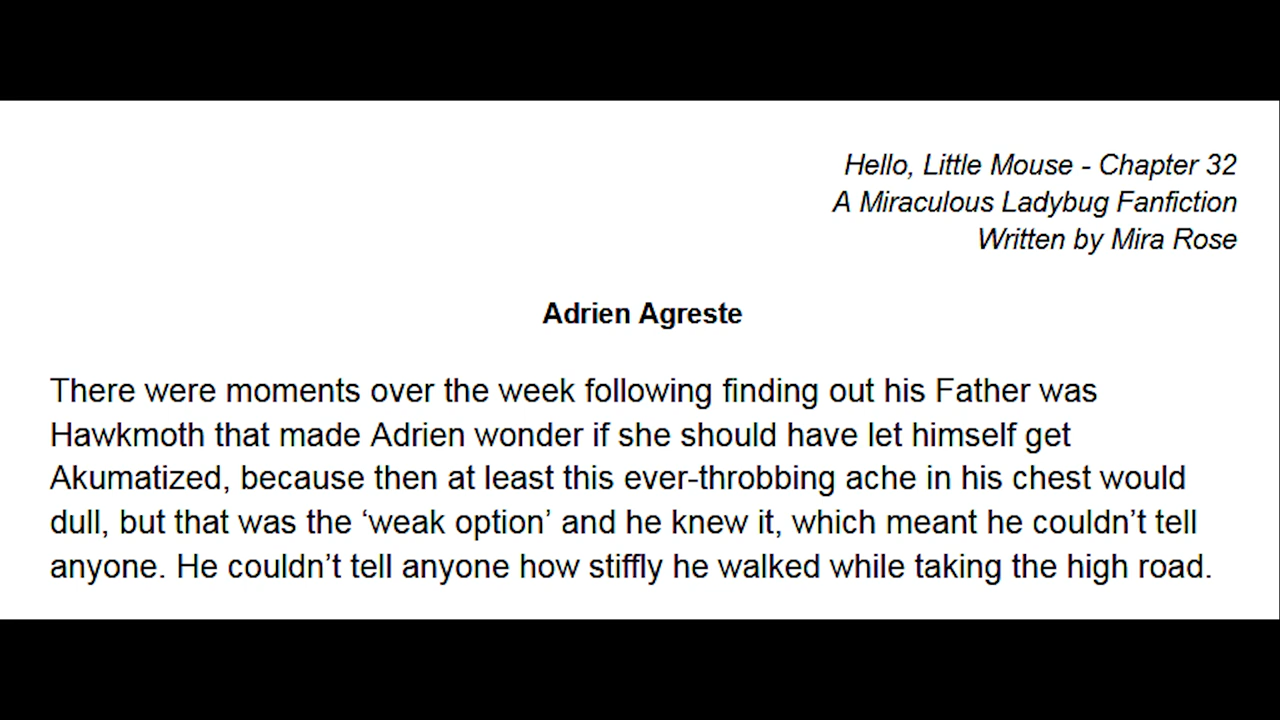 Hello, Little Mouse - Chapter 32
A Miraculous Ladybug Fanfiction
Written by Mira Rose
Adrien Agreste
There were moments over the week following finding out his Father was
Hawkmoth that made Adrien wonder if she should have let himself get
Akumatized, because then at least this ever-throbbing ache in his chest would
dull, but that was the ‘weak option’ and he knew it, which meant he couldn’t tell
anyone. He couldn’t tell anyone how stiffly he walked while taking the high road.